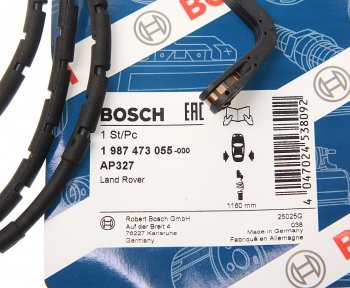 BOSCH
BOSCH EAC
1 St/Pc
1 987 473 055-000
AP327
Land Rover
1160 mm
4 047024 538092
Robert Bosch GmbH
Auf der Breit 4
76227 Karlsruhe
Germany
25025G
038
Made in Germany
Fabriqué en Allemagne